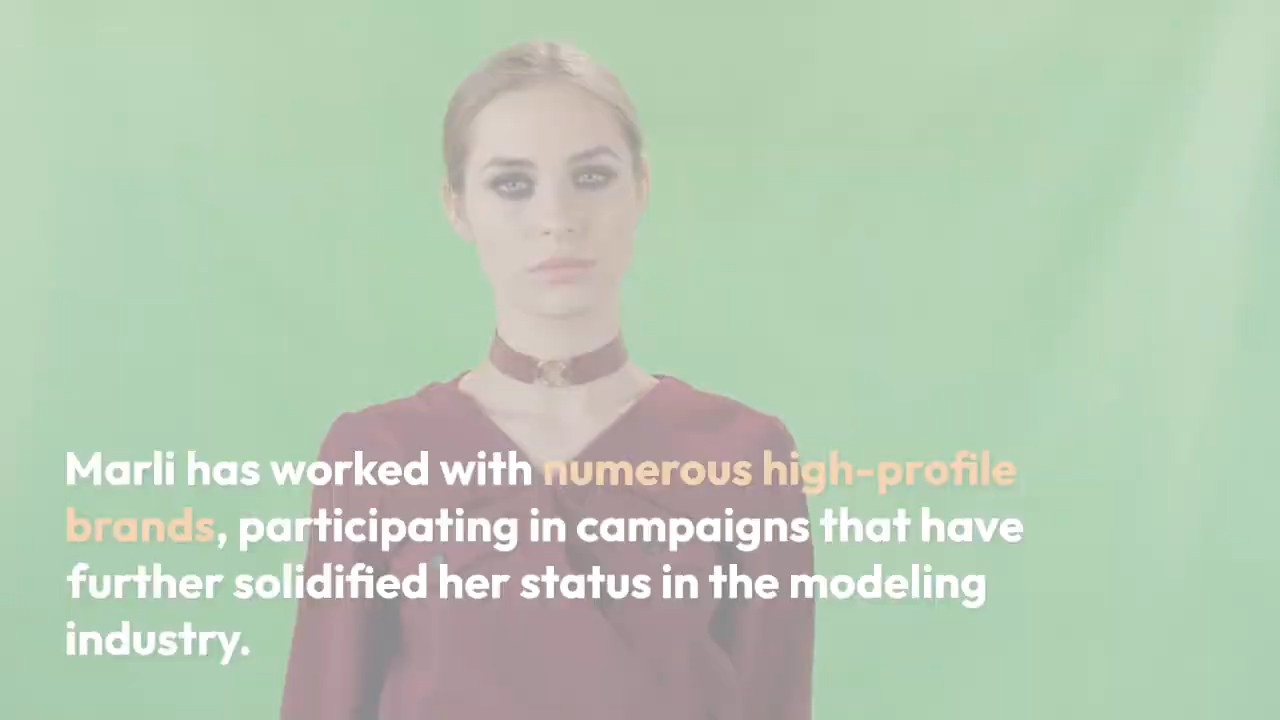 Marli has worked with numerous high-profile
brands, participating in campaigns that have
further solidified her status in the modeling
industry.